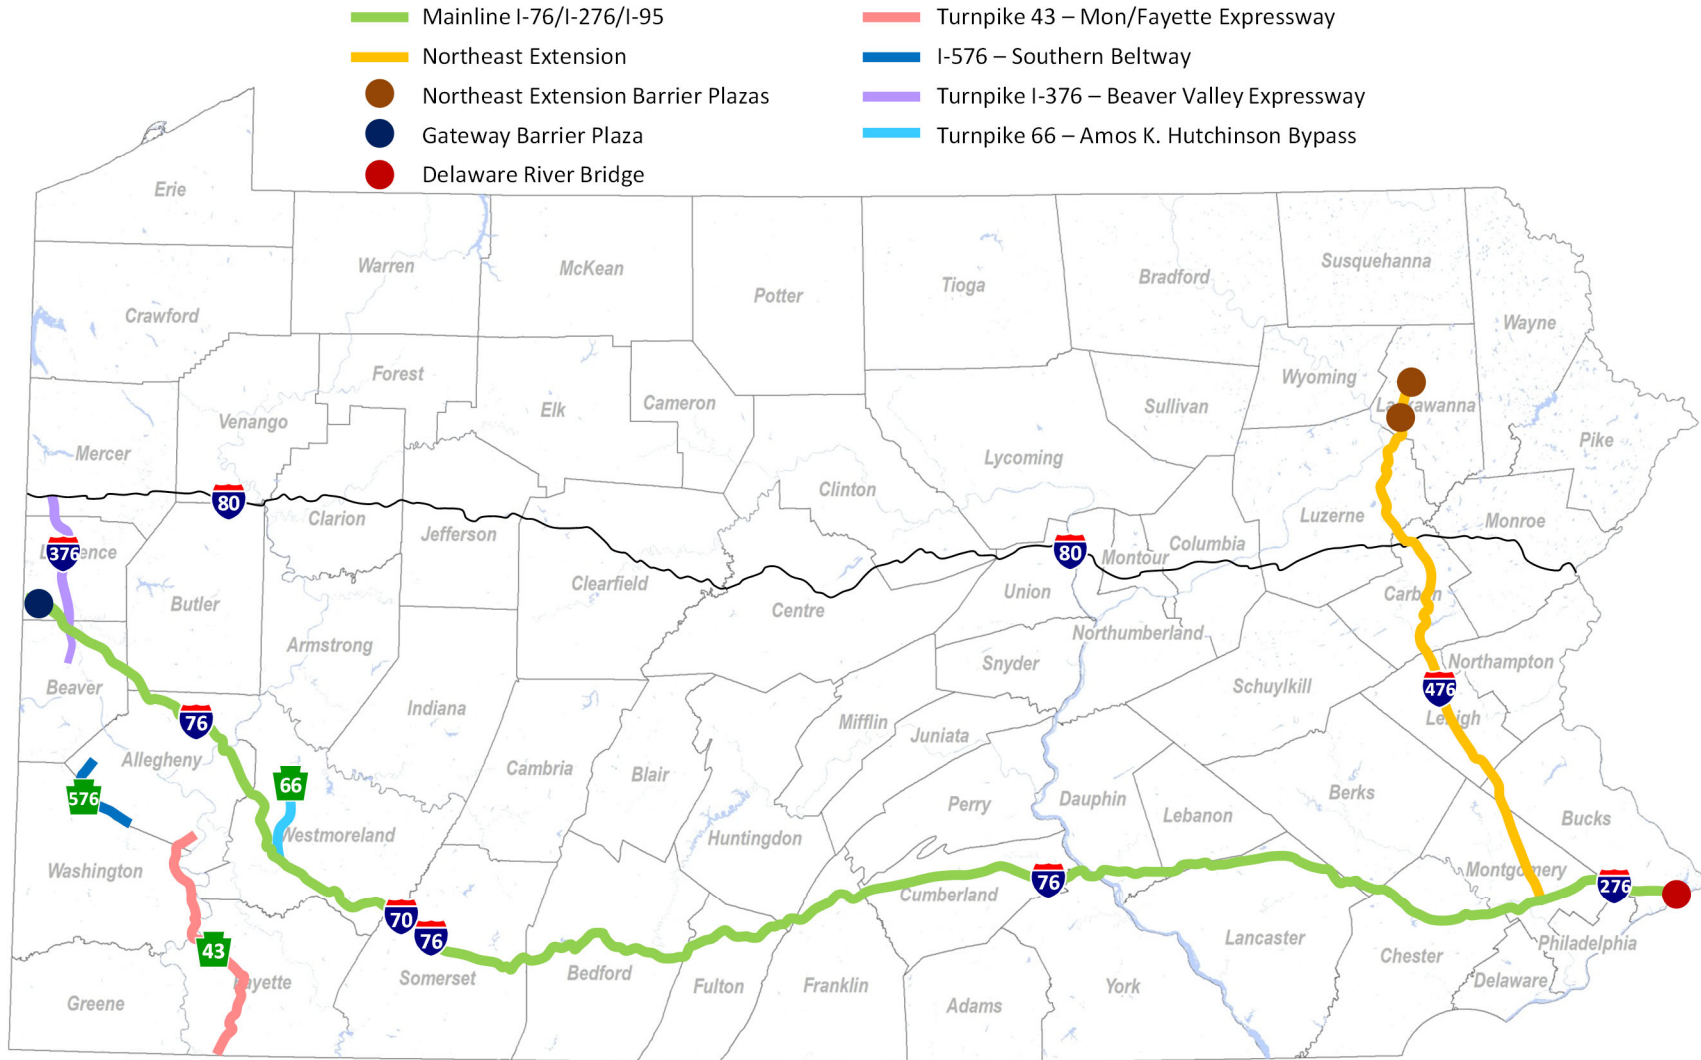 Mainline I-76/I-276/I-95
Northeast Extension
Northeast Extension Barrier Plazas
Gateway Barrier Plaza
Delaware River Bridge
Turnpike 43 – Mon/Fayette Expressway
I-576 – Southern Beltway
Turnpike I-376 – Beaver Valley Expressway
Turnpike 66 – Amos K. Hutchinson Bypass
Erie
Warren
McKean
Potter
Tioga
Bradford
Susquehanna
Crawford
Wayne
Forest
Wyoming
Elk
Cameron
Sullivan
Lackawanna
Venango
Mercer
Lycoming
Pike
Clinton
80
Clarion
Jefferson
Luzerne
Monroe
376
Lawrence
80
Montour
Columbia
Clearfield
Butler
Centre
Union
Carbon
Armstrong
Northumberland
Snyder
Northampton
Beaver
Schuylkill
476
Indiana
Lehigh
76
Mifflin
Juniata
Allegheny
Cambria
Blair
66
576
Perry
Dauphin
Berks
Lebanon
Bucks
Westmoreland
Huntingdon
Washington
Montgomery
76
276
Cumberland
70
76
43
Lancaster
Philadelphia
Chester
Somerset
Bedford
Fayette
Fulton
Franklin
York
Delaware
Greene
Adams